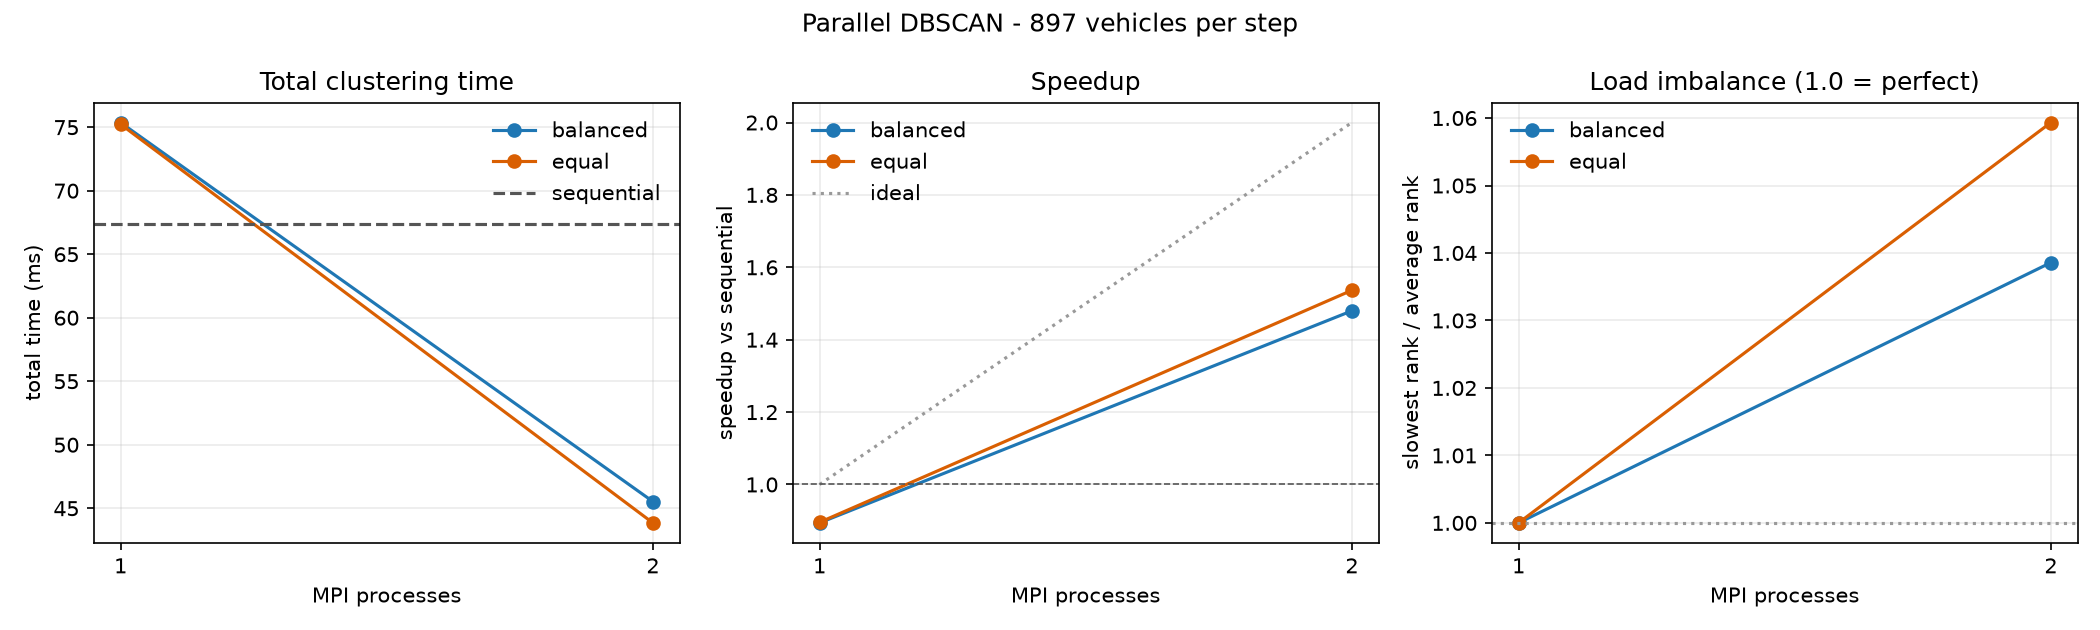 Parallel DBSCAN - 897 vehicles per step
Total clustering time
total time (ms)
75
70
65
60
55
50
45
balanced
equal
sequential
1
2
MPI processes
Speedup
speedup vs sequential
2.0
1.8
1.6
1.4
1.2
1.0
balanced
equal
ideal
1
2
MPI processes
Load imbalance (1.0 = perfect)
slowest rank / average rank
1.06
1.05
1.04
1.03
1.02
1.01
1.00
balanced
equal
1
2
MPI processes